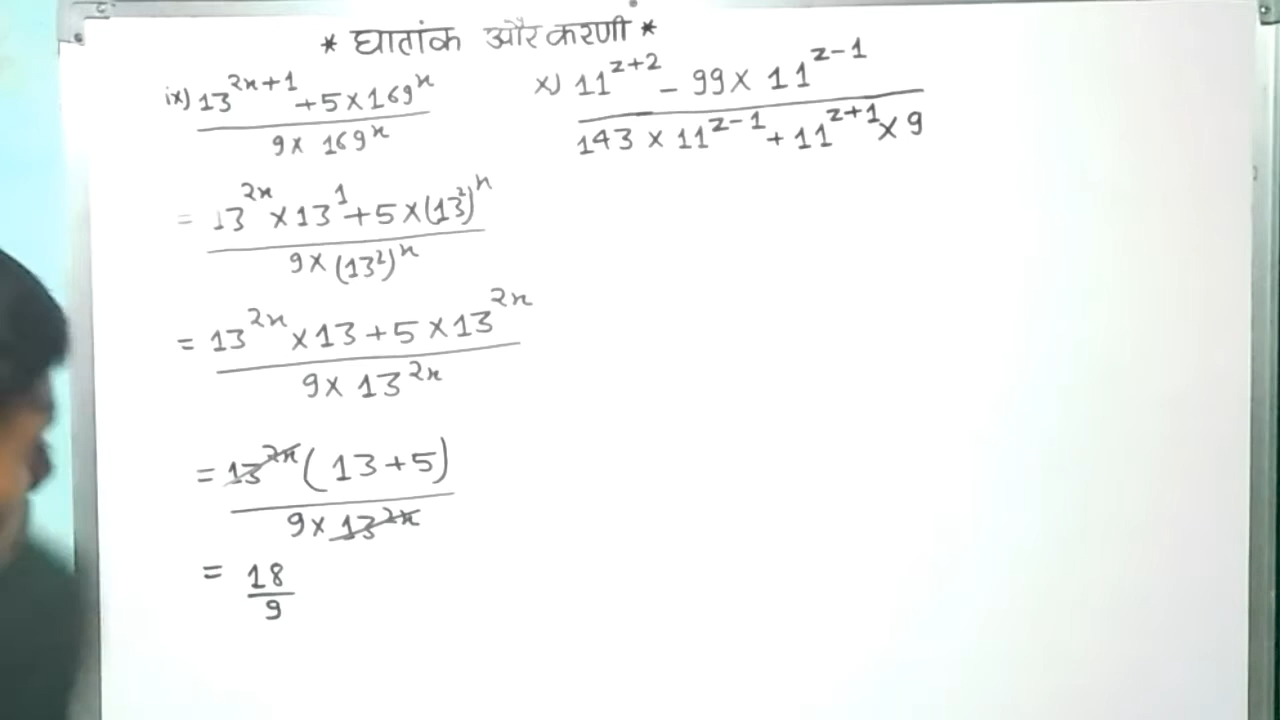 * घातांक और करणी *
ix) 13^{2x+1} + 5 × 169^x
9 × 169^x
= 13^{2x} × 13^1 + 5 × (13^2)^x
9 × (13^2)^x
= 13^{2x} × 13 + 5 × 13^{2x}
9 × 13^{2x}
= 13^{2x} (13 + 5)
9 × 13^{2x}
= 18
9
x) 11^{z+2} - 99 × 11^{z-1}
143 × 11^{z-1} + 11^{z+1} × 9